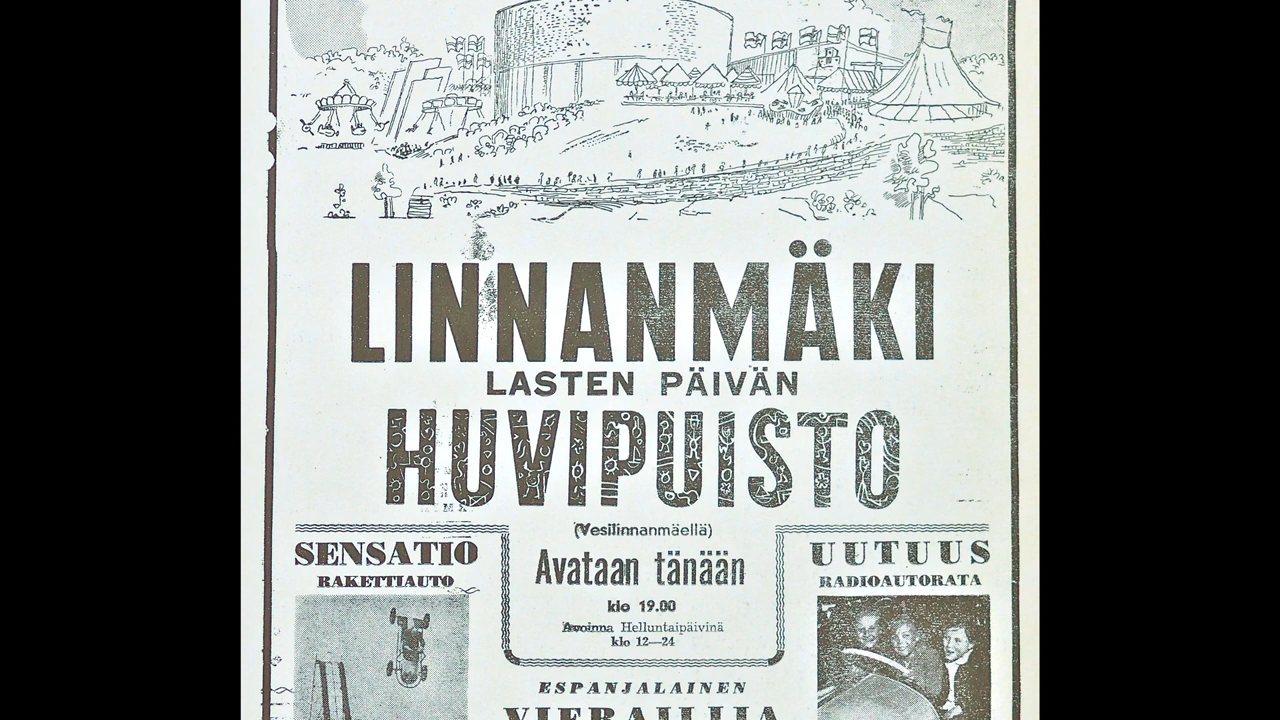 LINNANMÄKI
LASTEN PÄIVÄN
HUVIPUISTO
(Vesilinnanmäellä)
SENSATIO
RAKETTIAUTO
Avataan tänään
klo 19.00
Avoinna Helluntaipäivinä
klo 12—24
UUTUUS
RADIOAUTORATA
ESPANJALAINEN
VIERAILIJA